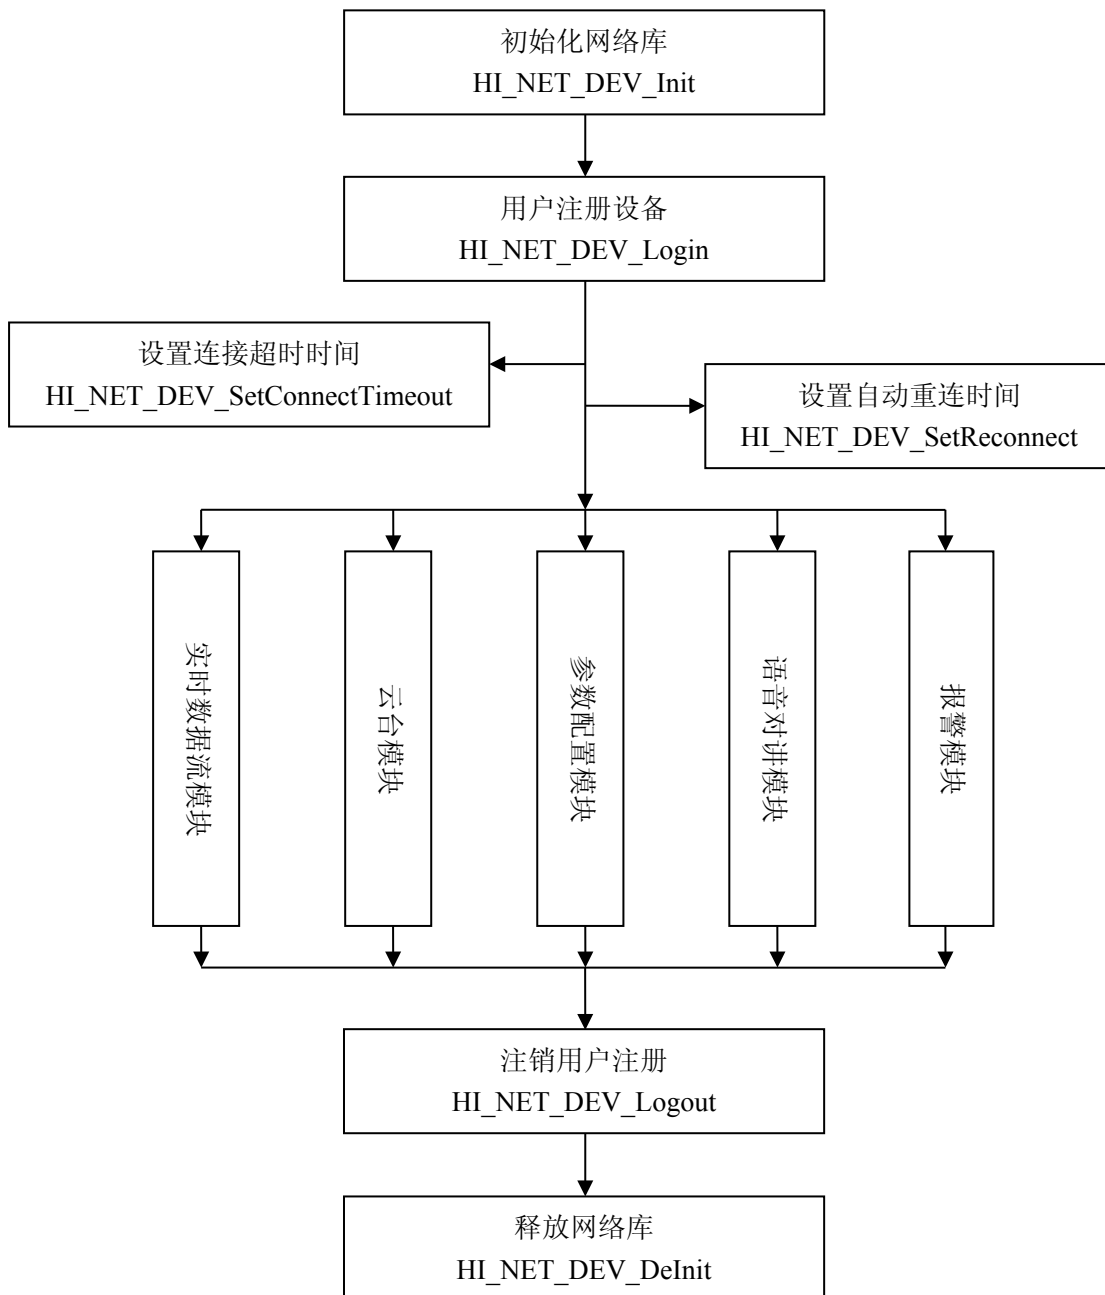 初始化网络库
HI_NET_DEV_Init
用户注册设备
HI_NET_DEV_Login
设置连接超时时间
HI_NET_DEV_SetConnectTimeout
设置自动重连时间
HI_NET_DEV_SetReconnect
实时数据流模块
云台模块
参数配置模块
语音对讲模块
报警模块
注销用户注册
HI_NET_DEV_Logout
释放网络库
HI_NET_DEV_DeInit